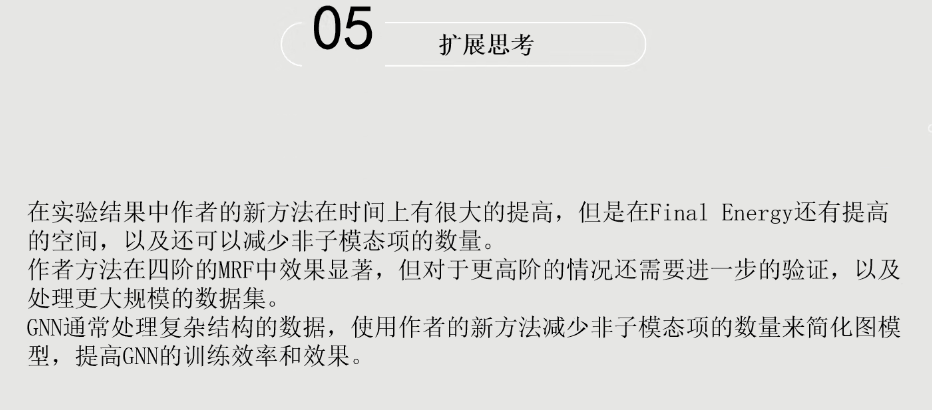 05
扩展思考
在实验结果中作者的新方法在时间上有很大的提高，但是在Final Energy还有提高
的空间，以及还可以减少非子模态项的数量。
作者方法在四阶的MRF中效果显著，但对于更高阶的情况还需要进一步的验证，以及
处理更大规模的数据集。
GNN通常处理复杂结构的数据，使用作者的新方法减少非子模态项的数量来简化图模
型，提高GNN的训练效率和效果。